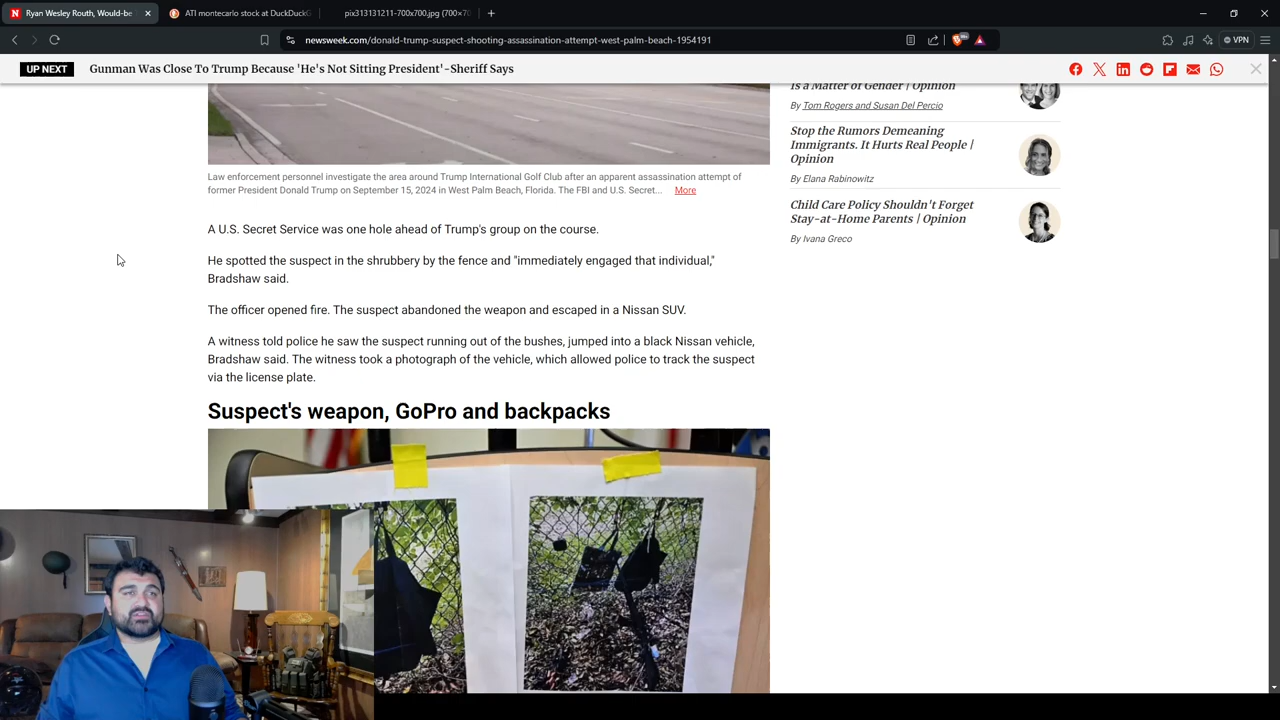 Ryan Wesley Routh, Would-be
ATI montecarlo stock at DuckDuckG
pix313131211-700x700.jpg (700×70
newsweek.com/donald-trump-suspect-shooting-assassination-attempt-west-palm-beach-1954191
99+
VPN
UP NEXT
Gunman Was Close To Trump Because 'He's Not Sitting President'-Sheriff Says
Is a Matter of Gender | Opinion
By Tom Rogers and Susan Del Percio
Stop the Rumors Demeaning
Immigrants. It Hurts Real People |
Opinion
By Elana Rabinowitz
Child Care Policy Shouldn't Forget
Stay-at-Home Parents | Opinion
By Ivana Greco
Law enforcement personnel investigate the area around Trump International Golf Club after an apparent assassination attempt of
former President Donald Trump on September 15, 2024 in West Palm Beach, Florida. The FBI and U.S. Secret... More
A U.S. Secret Service was one hole ahead of Trump's group on the course.
He spotted the suspect in the shrubbery by the fence and "immediately engaged that individual,"
Bradshaw said.
The officer opened fire. The suspect abandoned the weapon and escaped in a Nissan SUV.
A witness told police he saw the suspect running out of the bushes, jumped into a black Nissan vehicle,
Bradshaw said. The witness took a photograph of the vehicle, which allowed police to track the suspect
via the license plate.
Suspect's weapon, GoPro and backpacks